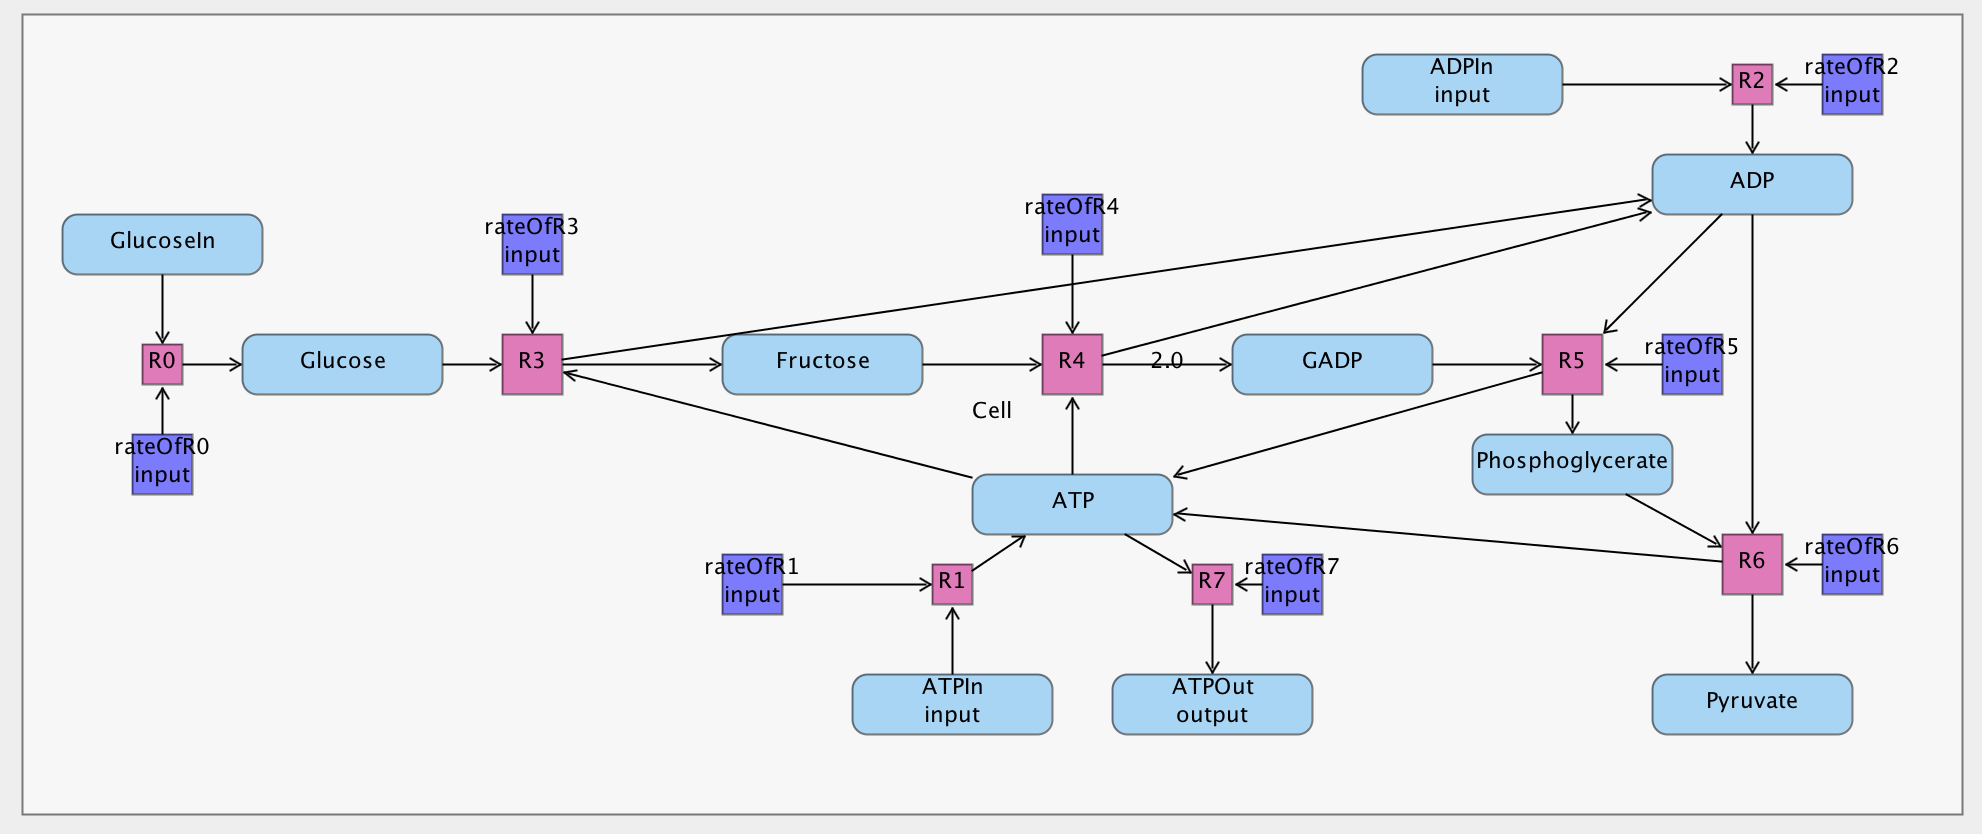 ADPIn
input
R2
rateOfR2
input
ADP
GlucoseIn
rateOfR3
input
rateOfR4
input
R0
Glucose
R3
Fructose
R4
2.0
GADP
R5
rateOfR5
input
Cell
rateOfR0
input
Phosphoglycerate
ATP
rateOfR1
input
R1
R7
rateOfR7
input
R6
rateOfR6
input
ATPIn
input
ATPOut
output
Pyruvate